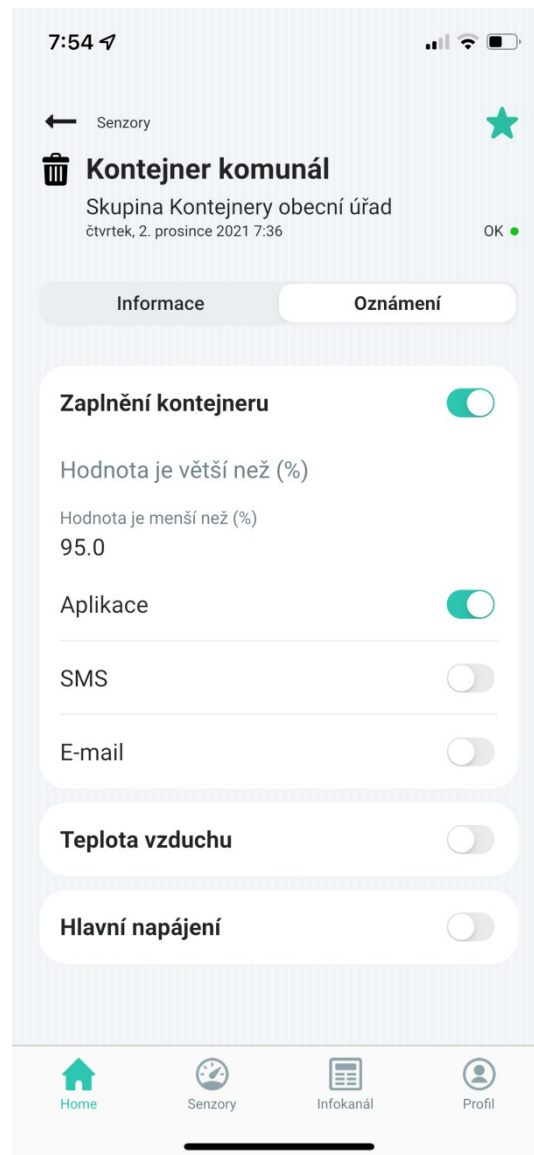 7:54
Senzory
Kontejner komunál
Skupina Kontejnery obecní úřad
čtvrtek, 2. prosince 2021 7:36
OK
Informace
Oznámení
Zaplnění kontejneru
Hodnota je větší než (%)
Hodnota je menší než (%)
95.0
Aplikace
SMS
E-mail
Teplota vzduchu
Hlavní napájení
Home
Senzory
Infokanál
Profil